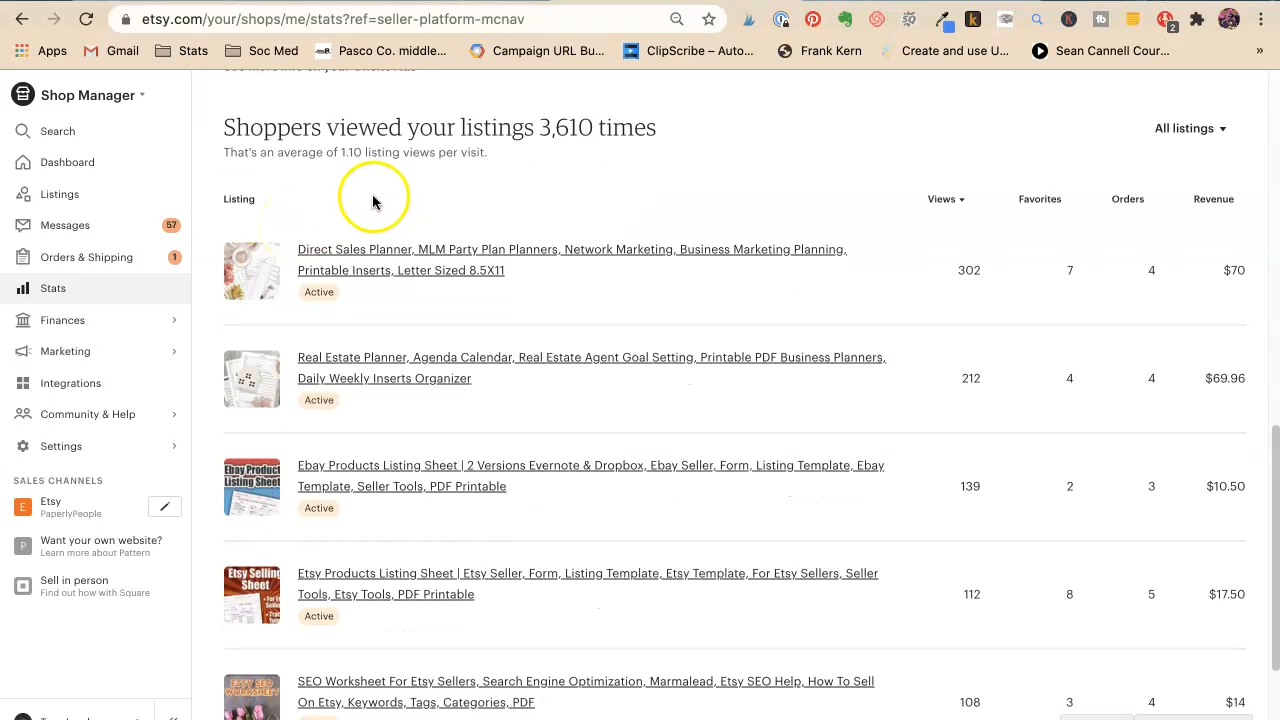 etsy.com/your/shops/me/stats?ref=seller-platform-mcnav
2
Apps Gmail Stats Soc Med Pasco Co. middle... Campaign URL Bu... ClipScribe – Auto... Frank Kern Create and use U... Sean Cannell Cour... »
Shop Manager
Search
Dashboard
Listings
Messages 57
Orders & Shipping 1
Stats
Finances
Marketing
Integrations
Community & Help
Settings
SALES CHANNELS
E Etsy
PaperlyPeople
P Want your own website?
Learn more about Pattern
Sell in person
Find out how with Square
Shoppers viewed your listings 3,610 times
All listings
That's an average of 1.10 listing views per visit.
Listing Views Favorites Orders Revenue
Direct Sales Planner, MLM Party Plan Planners, Network Marketing, Business Marketing Planning,
Printable Inserts, Letter Sized 8.5X11
302 7 4 $70
Active
Real Estate Planner, Agenda Calendar, Real Estate Agent Goal Setting, Printable PDF Business Planners,
Daily Weekly Inserts Organizer
212 4 4 $69.96
Active
Ebay Products
Listing Sheet
Ebay Products Listing Sheet | 2 Versions Evernote & Dropbox, Ebay Seller, Form, Listing Template, Ebay
Template, Seller Tools, PDF Printable
139 2 3 $10.50
Active
Etsy Selling
Sheet
Etsy Products Listing Sheet | Etsy Seller, Form, Listing Template, Etsy Template, For Etsy Sellers, Seller
Tools, Etsy Tools, PDF Printable
112 8 5 $17.50
Active
ETSY SEO
WORKSHEET
SEO Worksheet For Etsy Sellers, Search Engine Optimization, Marmalead, Etsy SEO Help, How To Sell
On Etsy, Keywords, Tags, Categories, PDF
108 3 4 $14